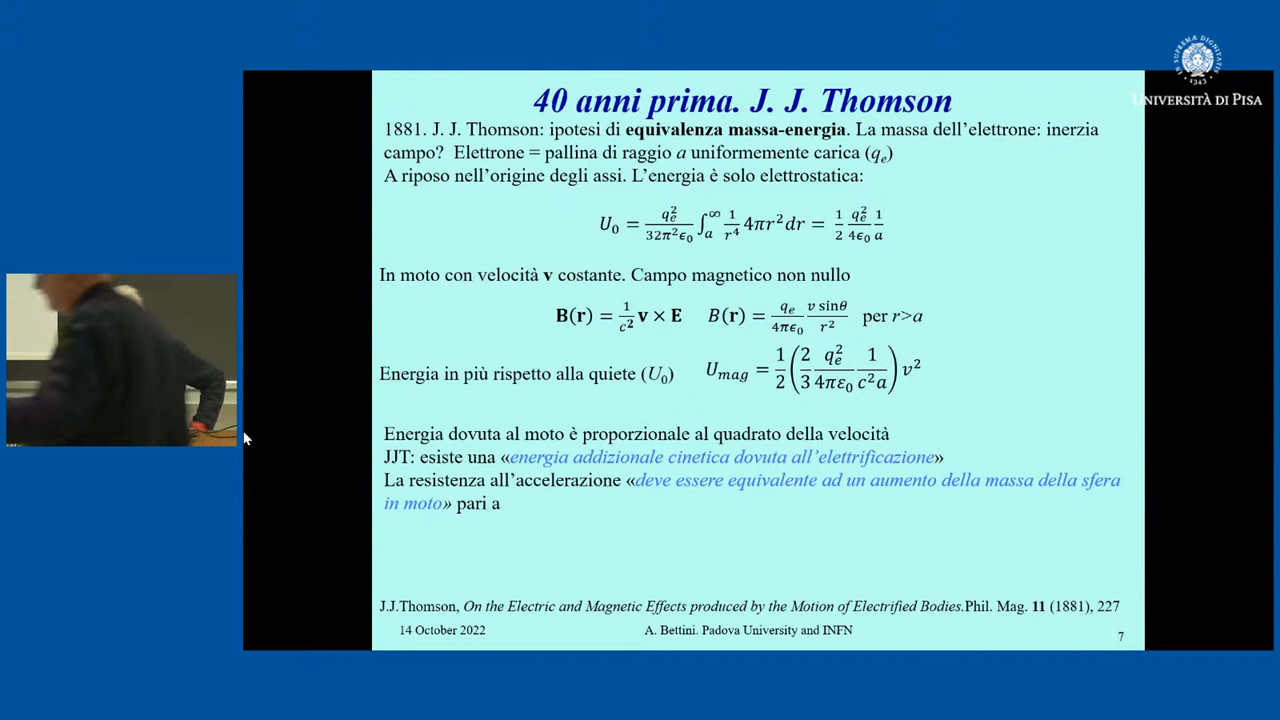 40 anni prima. J. J. Thomson
1881. J. J. Thomson: ipotesi di equivalenza massa-energia. La massa dell'elettrone: inerzia
campo? Elettrone = pallina di raggio a uniformemente carica (qₑ)
A riposo nell'origine degli assi. L'energia è solo elettrostatica:
U₀ = qₑ²/32π²ϵ₀ ∫ₐ^∞ 1/r⁴ 4πr²dr = 1/2 qₑ²/4ϵ₀ 1/a
In moto con velocità v costante. Campo magnetico non nullo
B(r) = 1/c² v × E B(r) = qₑ/4πϵ₀ v sinθ/r² per r>a
Energia in più rispetto alla quiete (U₀) Uₘₐg = 1/2 (2/3 qₑ²/4πε₀ 1/c²a) v²
Energia dovuta al moto è proporzionale al quadrato della velocità
JJT: esiste una «energia addizionale cinetica dovuta all'elettrificazione»
La resistenza all'accelerazione «deve essere equivalente ad un aumento della massa della sfera
in moto» pari a
J.J.Thomson, On the Electric and Magnetic Effects produced by the Motion of Electrified Bodies.Phil. Mag. 11 (1881), 227
14 October 2022 A. Bettini. Padova University and INFN 7
IN SUPREMÆ DIGNITATIS
1343
UNIVERSITÀ DI PISA